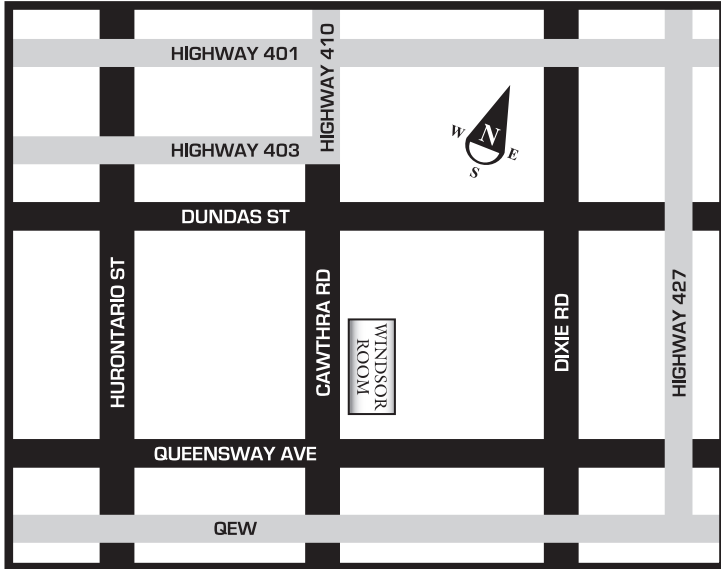 HIGHWAY 401
HIGHWAY 410
HIGHWAY 403
W
N
E
S
DUNDAS ST
HURONTARIO ST
CAWTHRA RD
WINDSOR
ROOM
DIXIE RD
HIGHWAY 427
QUEENSWAY AVE
QEW